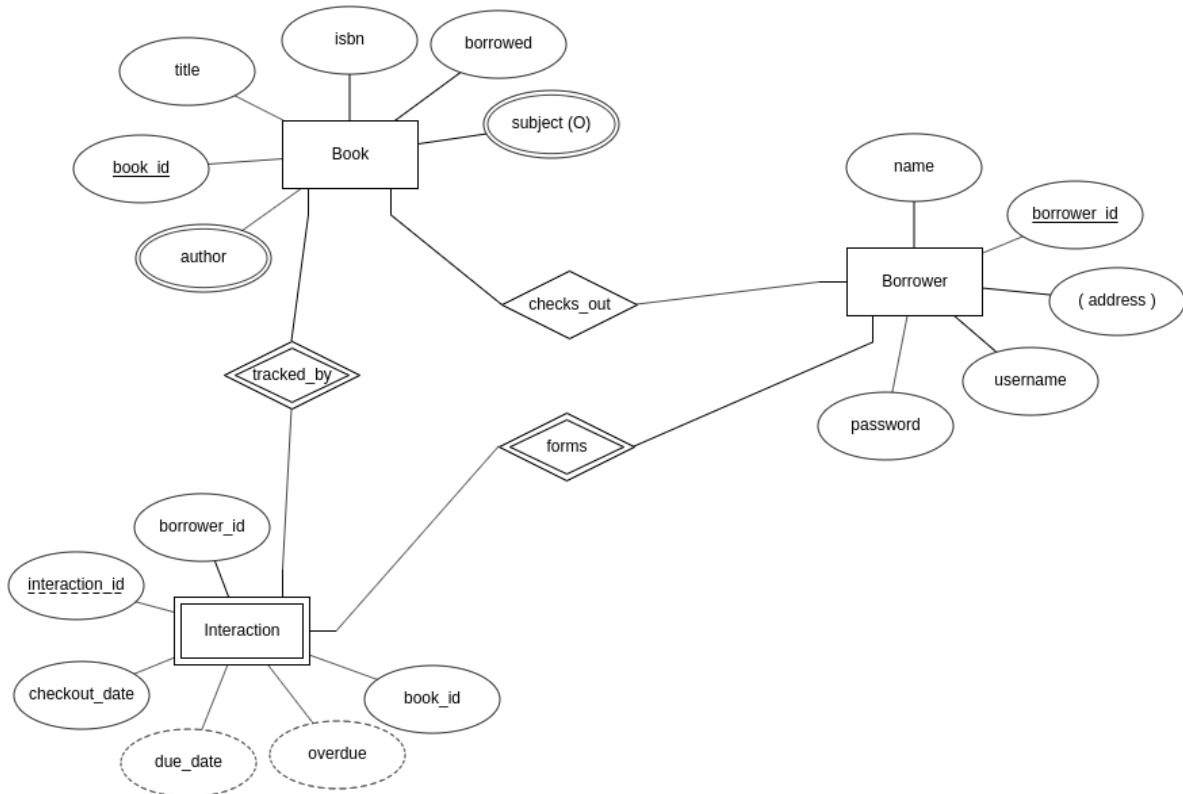 isbn
borrowed
title
subject (O)
Book
book_id
name
borrower_id
author
Borrower
( address )
checks_out
tracked_by
username
password
forms
borrower_id
interaction_id
Interaction
checkout_date
book_id
due_date
overdue